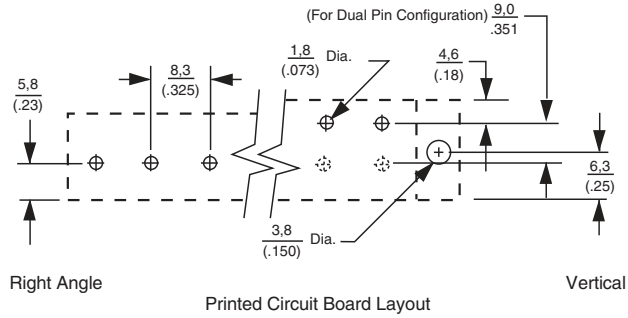 (For Dual Pin Configuration) 9,0
.351
1,8 Dia.
(.073)
4,6
(.18)
8,3
(.325)
5,8
(.23)
6,3
(.25)
3,8 Dia.
(.150)
Right Angle
Vertical
Printed Circuit Board Layout